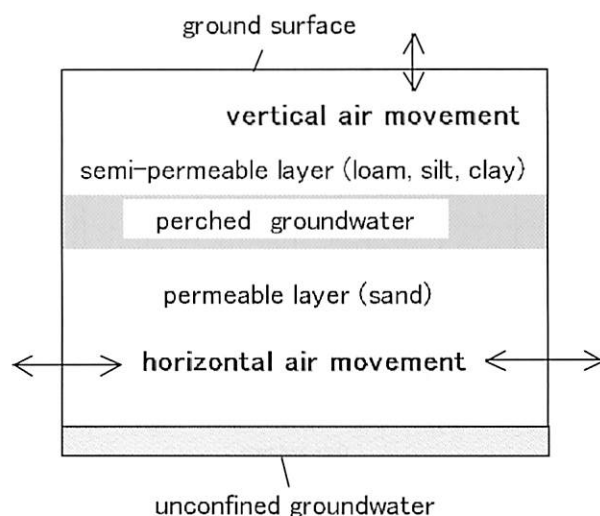 ground surface
vertical air movement
semi-permeable layer (loam, silt, clay)
perched groundwater
permeable layer (sand)
horizontal air movement
unconfined groundwater